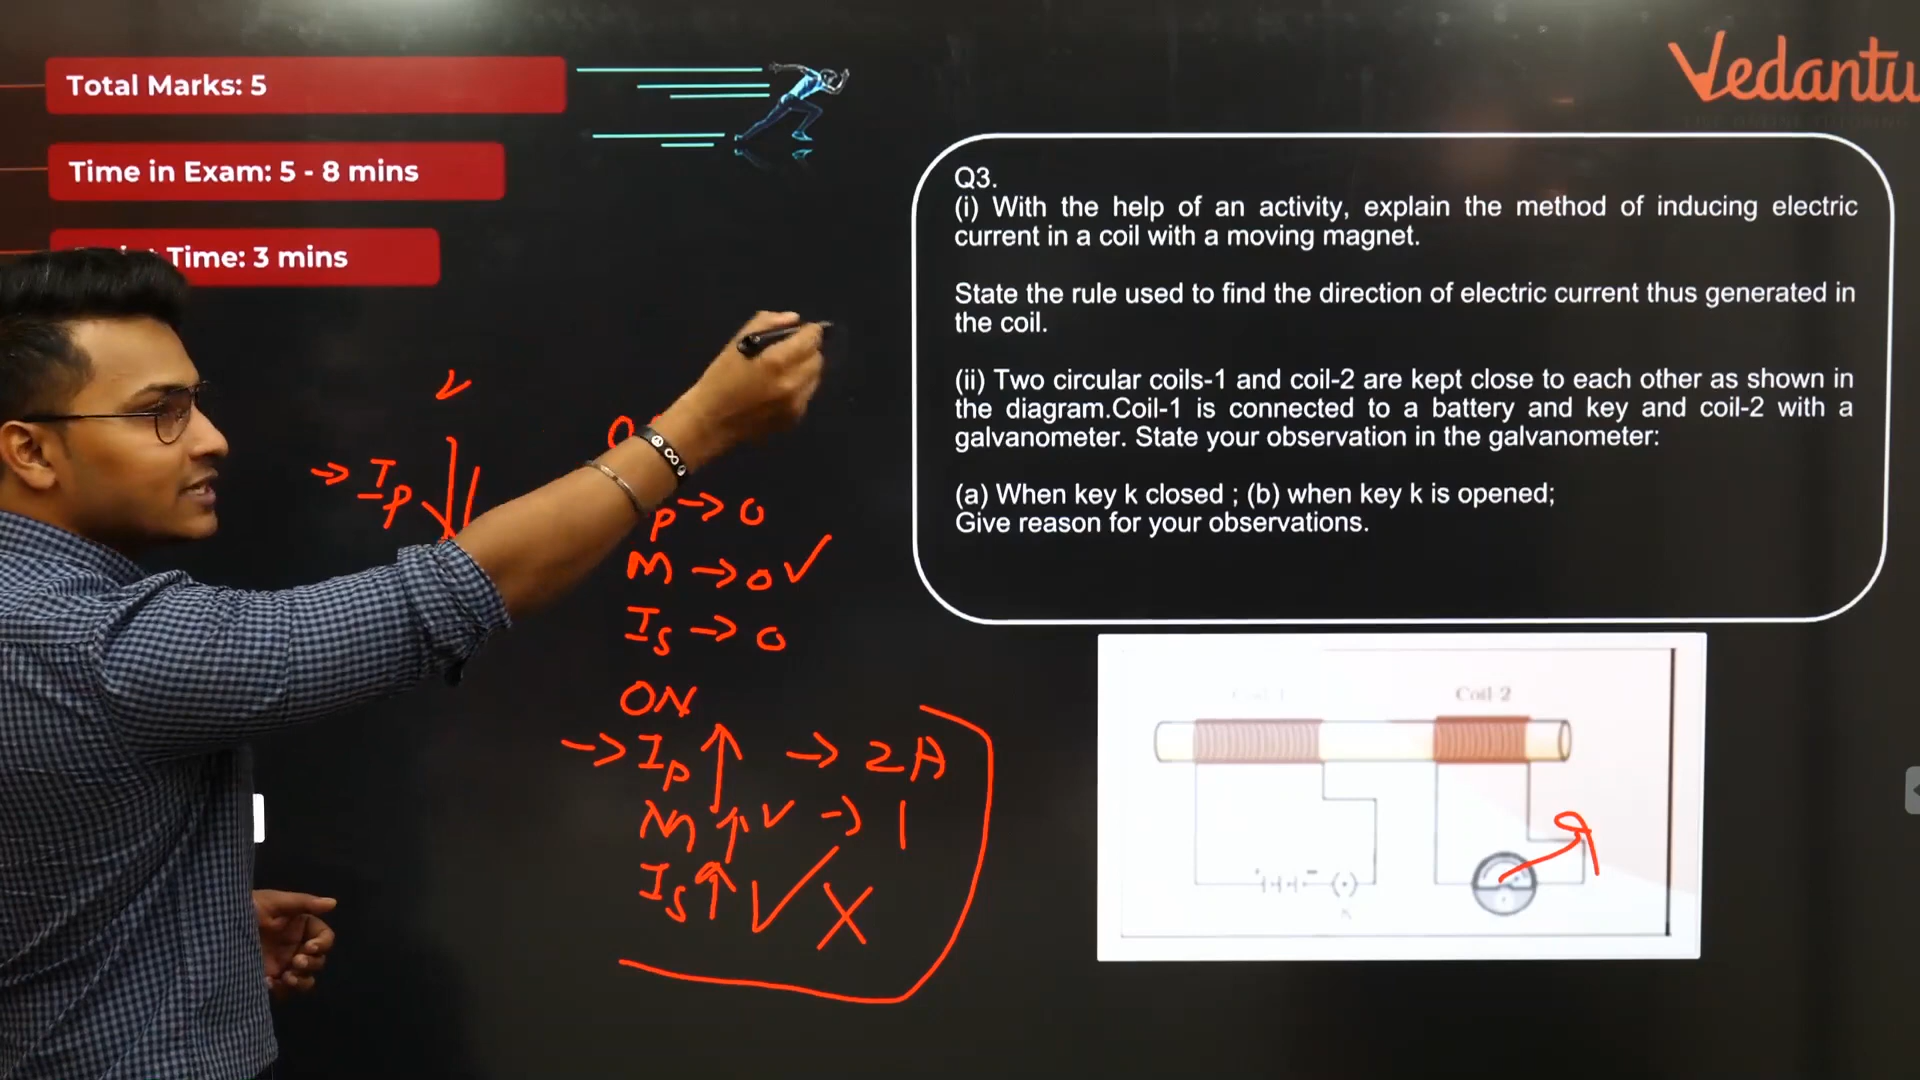 Total Marks: 5
Time in Exam: 5 - 8 mins
Time: 3 mins
Vedantu
Q3.
(i) With the help of an activity, explain the method of inducing electric
current in a coil with a moving magnet.
State the rule used to find the direction of electric current thus generated in
the coil.
(ii) Two circular coils-1 and coil-2 are kept close to each other as shown in
the diagram.Coil-1 is connected to a battery and key and coil-2 with a
galvanometer. State your observation in the galvanometer:
(a) When key k closed ; (b) when key k is opened;
Give reason for your observations.
→ Ip
p → 0
M → 0 ✓
Is → 0
ON
→ Ip ↑ → 2A
M ↑ ✓ → 1
Is ↑ ✓ X
Coil-1
Coil-2
K